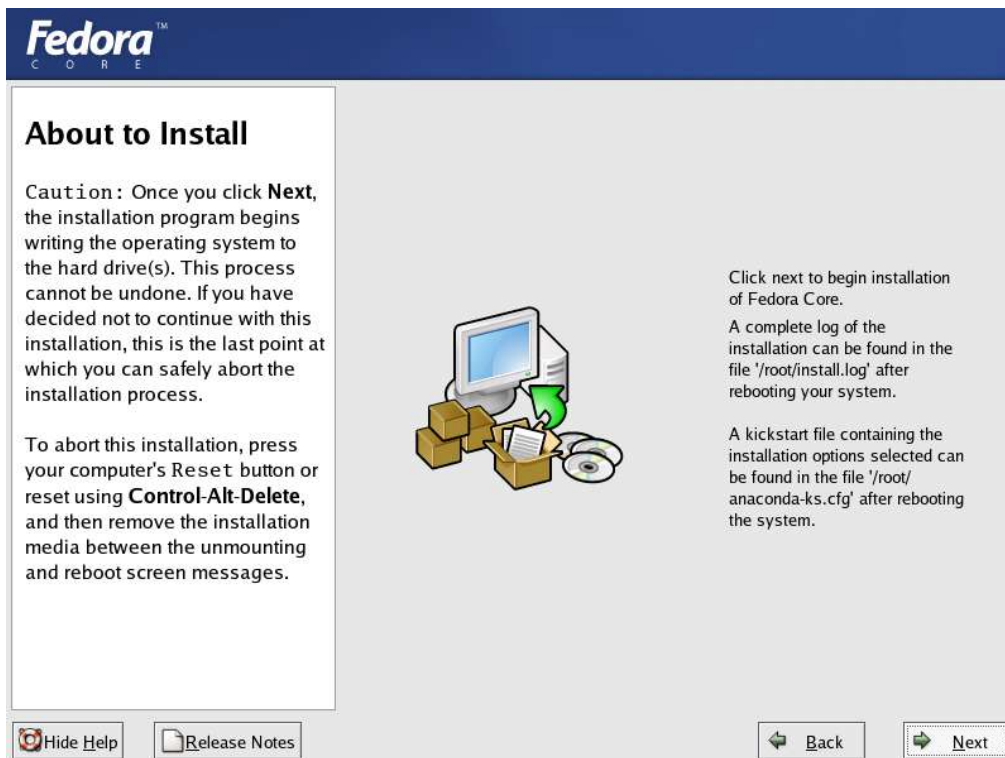 Fedora™
CORE
About to Install
Caution: Once you click Next,
the installation program begins
writing the operating system to
the hard drive(s). This process
cannot be undone. If you have
decided not to continue with this
installation, this is the last point at
which you can safely abort the
installation process.
To abort this installation, press
your computer's Reset button or
reset using Control-Alt-Delete,
and then remove the installation
media between the unmounting
and reboot screen messages.
Click next to begin installation
of Fedora Core.
A complete log of the
installation can be found in the
file '/root/install.log' after
rebooting your system.
A kickstart file containing the
installation options selected can
be found in the file '/root/
anaconda-ks.cfg' after rebooting
the system.
Hide Help
Release Notes
Back
Next